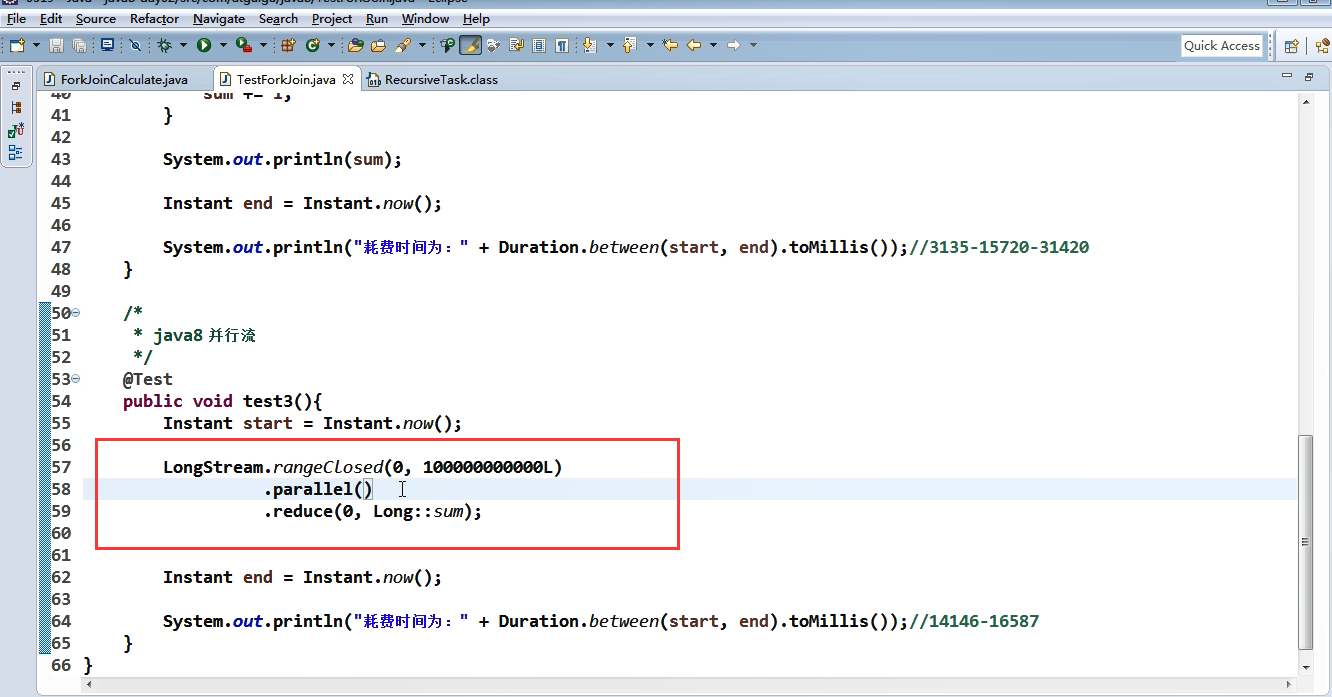 File Edit Source Refactor Navigate Search Project Run Window Help
Quick Access
ForkJoinCalculate.java TestForkJoin.java RecursiveTask.class
40 sum += i;
41 }
42
43 System.out.println(sum);
44
45 Instant end = Instant.now();
46
47 System.out.println("耗费时间为：" + Duration.between(start, end).toMillis());//3135-15720-31420
48 }
49
50 /*
51 * java8 并行流
52 */
53 @Test
54 public void test3(){
55 Instant start = Instant.now();
56
57 LongStream.rangeClosed(0, 100000000000L)
58 .parallel()
59 .reduce(0, Long::sum);
60
61
62 Instant end = Instant.now();
63
64 System.out.println("耗费时间为：" + Duration.between(start, end).toMillis());//14146-16587
65 }
66 }